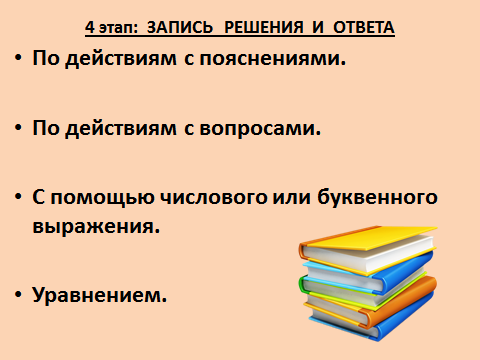 4 этап: ЗАПИСЬ РЕШЕНИЯ И ОТВЕТА
• По действиям с пояснениями.
• По действиям с вопросами.
• С помощью числового или буквенного
выражения.
• Уравнением.